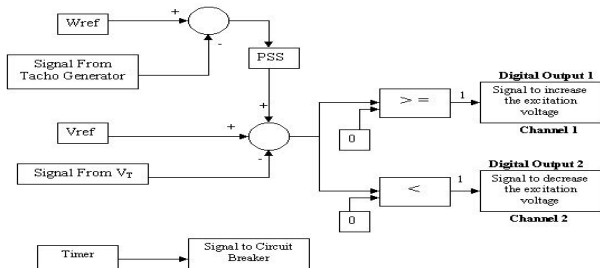 Wref
+
Signal From
Tacho Generator
-
PSS
+
Vref
+
Signal From VT
-
> =
0
1
Digital Output 1
Signal to increase
the excitation
voltage
Channel 1
<
0
1
Digital Output 2
Signal to decrease
the excitation
voltage
Channel 2
Timer
Signal to Circuit
Breaker